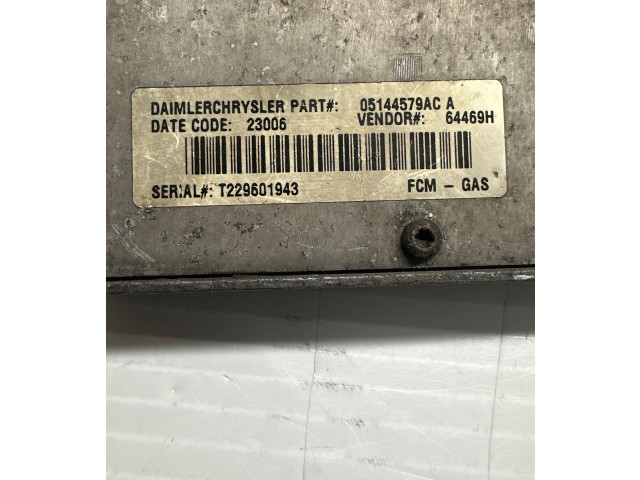 DAIMLERCHRYSLER PART#: 05144579AC A
DATE CODE: 23006 VENDOR#: 64469H
SERIAL#: T229601943 FCM - GAS